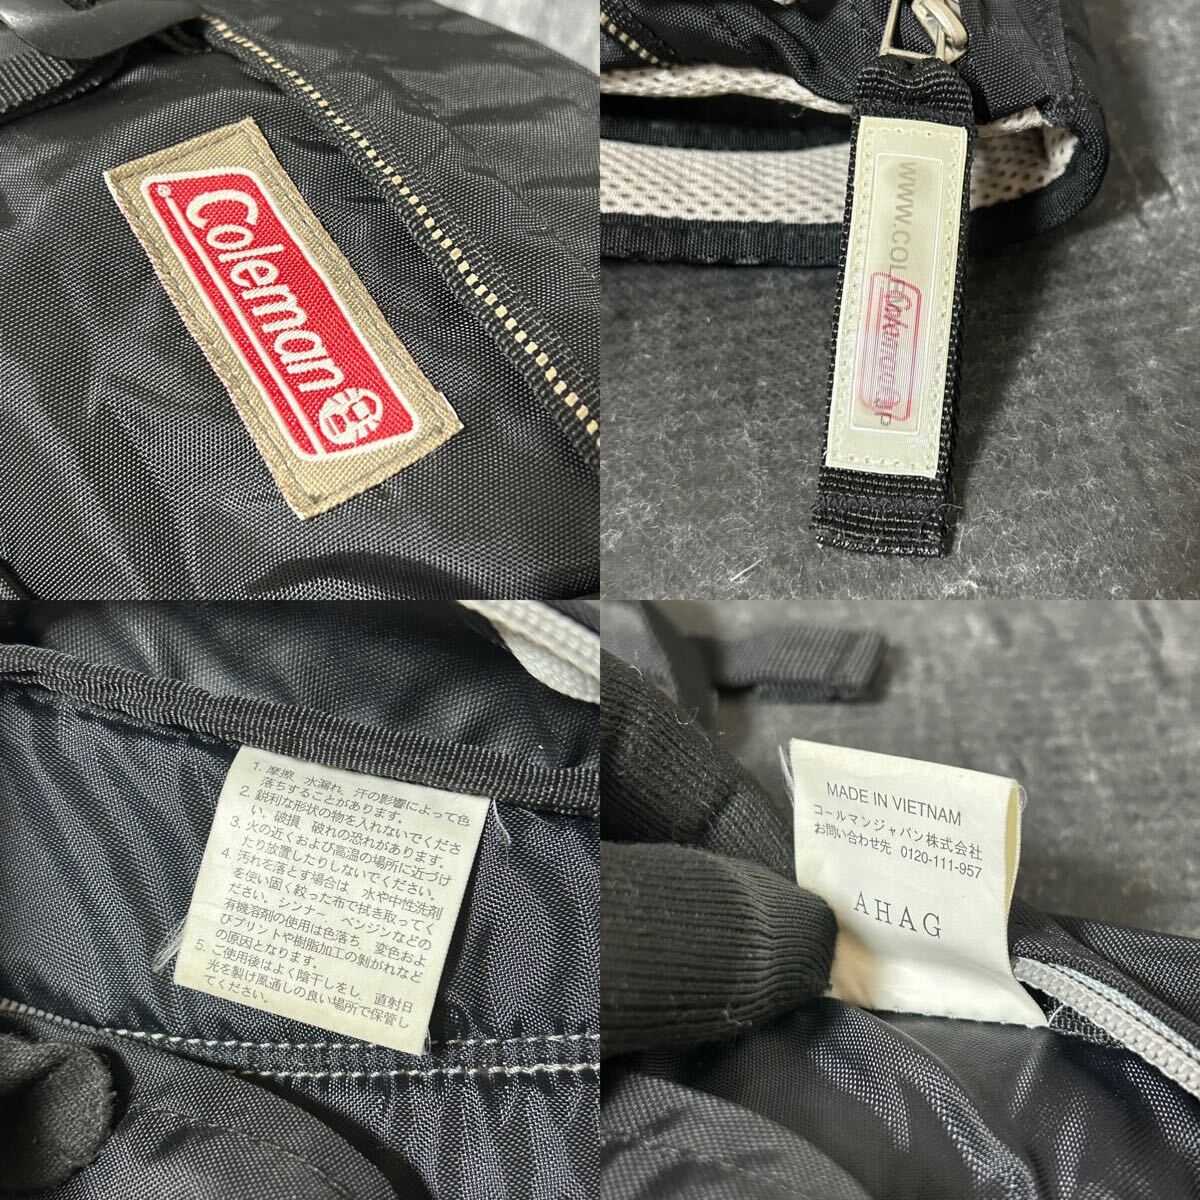 Coleman®
WWW.COL
JP
1. 摩擦 水漏れ、汗の影響によって色
落ちすることがあります。
2. 鋭利な形状の物を入れないでくださ
い。破損、破れの恐れがあります。
3. 火の近くおよび高温の場所に近づけ
たり放置したりしないでください。
4. 汚れを落とす場合は 水や中性洗剤
を使い固く絞った布で拭き取ってく
ださい。シンナー ベンジンなどの
有機溶剤の使用は色落ち 変色およ
びプリントや樹脂加工の剝がれなど
の原因となります。
5. ご使用後はよく陰干しをし、直射日
光を避け風通しの良い場所で保管し
てください。
MADE IN VIETNAM
コールマンジャパン株式会社
お問い合わせ先 0120-111-957
AHAG